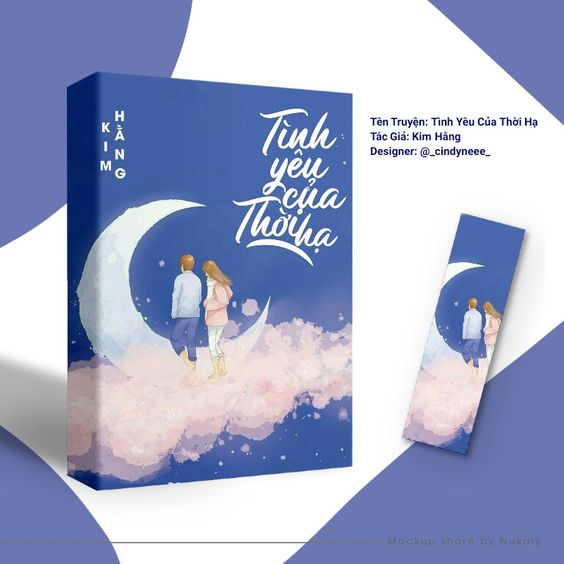 KIM
HẰNG
Tình
yêu
của
Thời hạ
Tên Truyện: Tình Yêu Của Thời Hạ
Tác Giả: Kim Hằng
Designer: @_cindyneee_
Mockup share by Nukaly